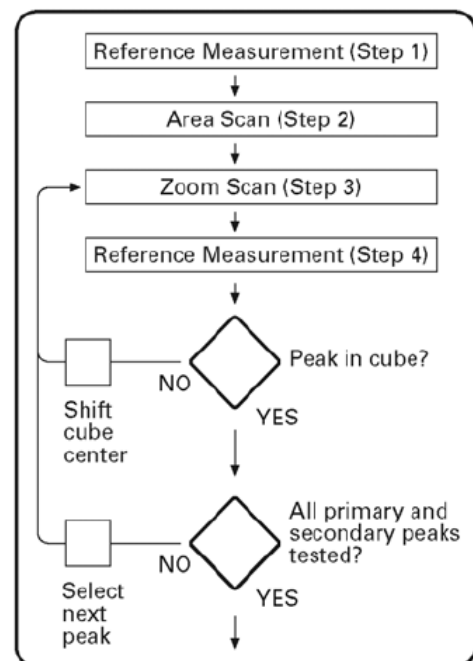 Reference Measurement (Step 1)
Area Scan (Step 2)
Zoom Scan (Step 3)
Reference Measurement (Step 4)
Peak in cube?
NO
Shift
cube
center
YES
All primary and
secondary peaks
tested?
NO
Select
next
peak
YES